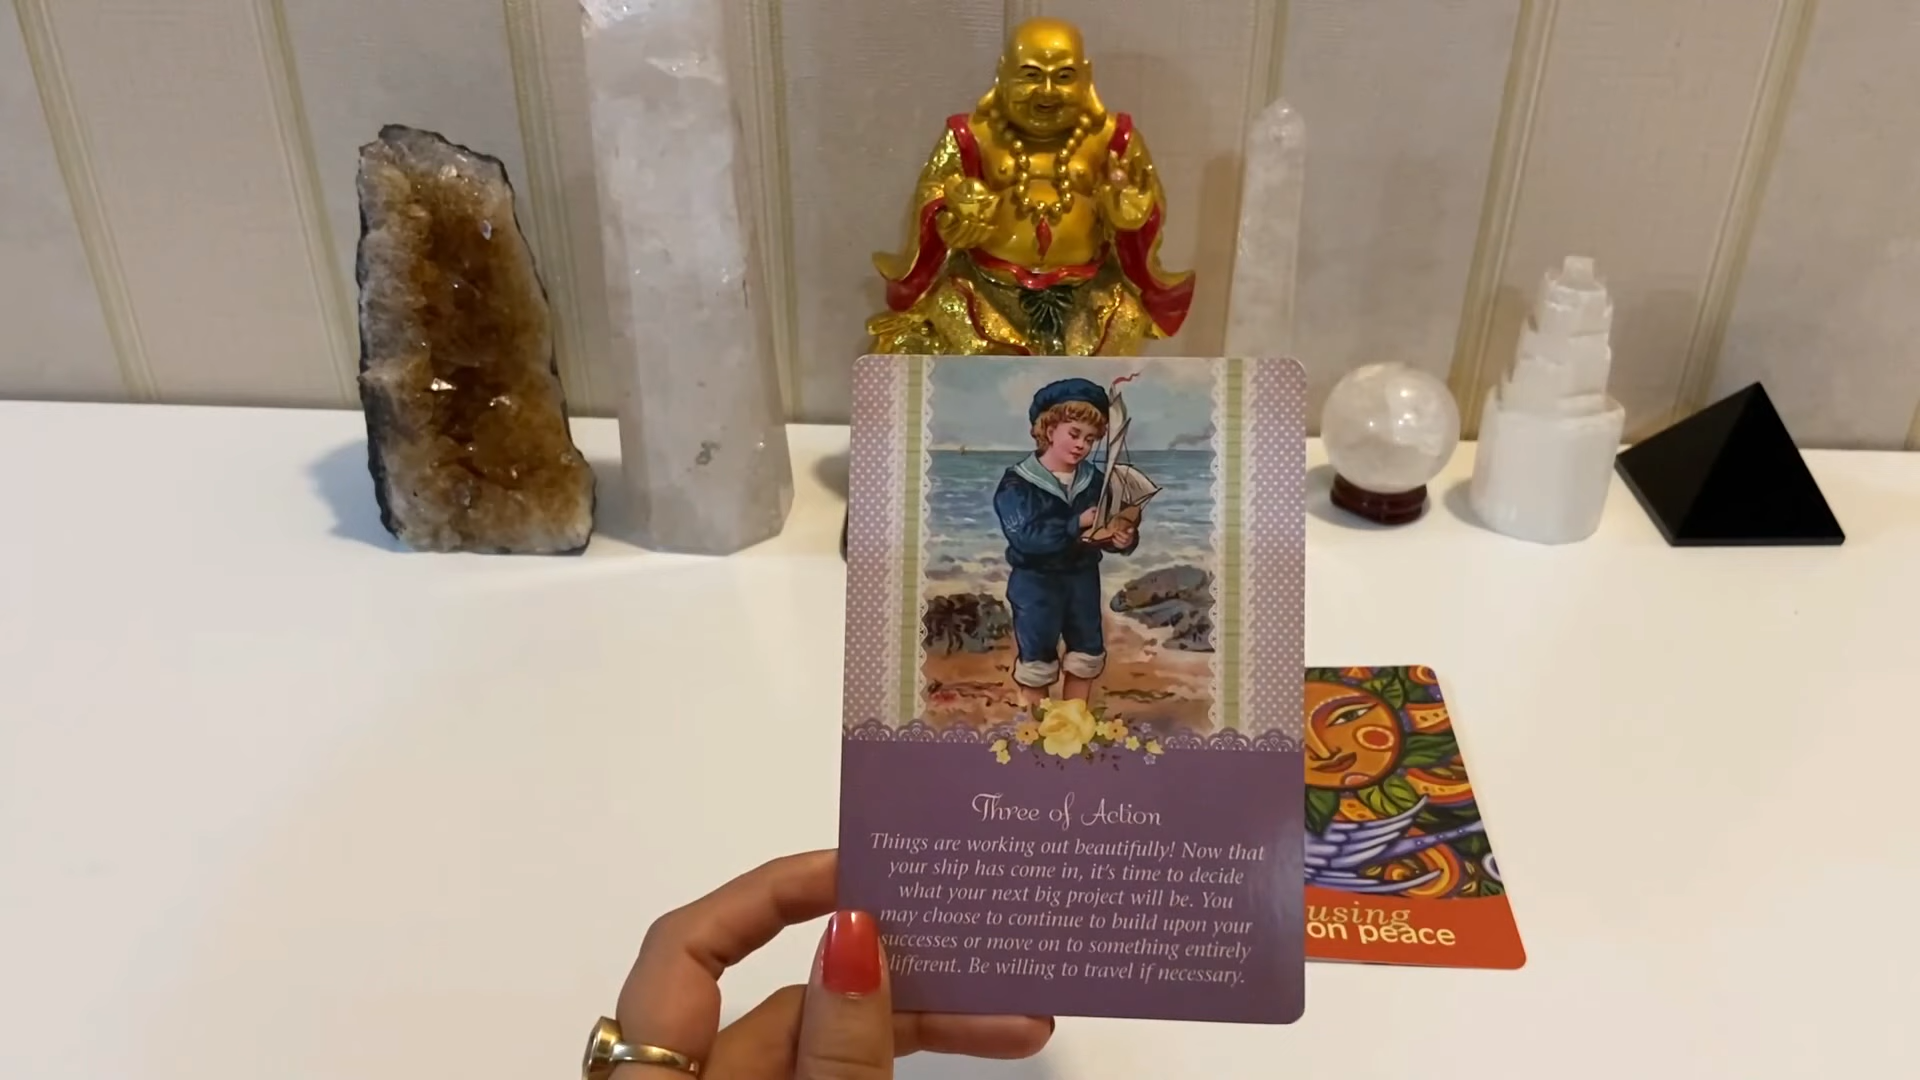 Three of Action
Things are working out beautifully! Now that
your ship has come in, it's time to decide
what your next big project will be. You
may choose to continue to build upon your
successes or move on to something entirely
different. Be willing to travel if necessary.
using
on peace